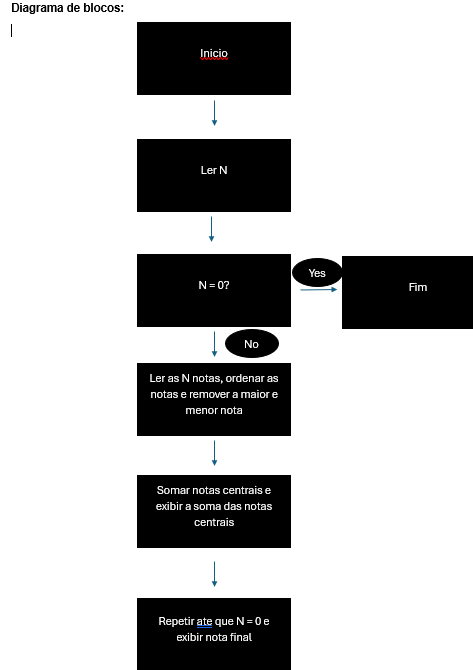 Diagrama de blocos:
Inicio
Ler N
N = 0?
Yes
Fim
No
Ler as N notas, ordenar as
notas e remover a maior e
menor nota
Somar notas centrais e
exibir a soma das notas
centrais
Repetir ate que N = 0 e
exibir nota final